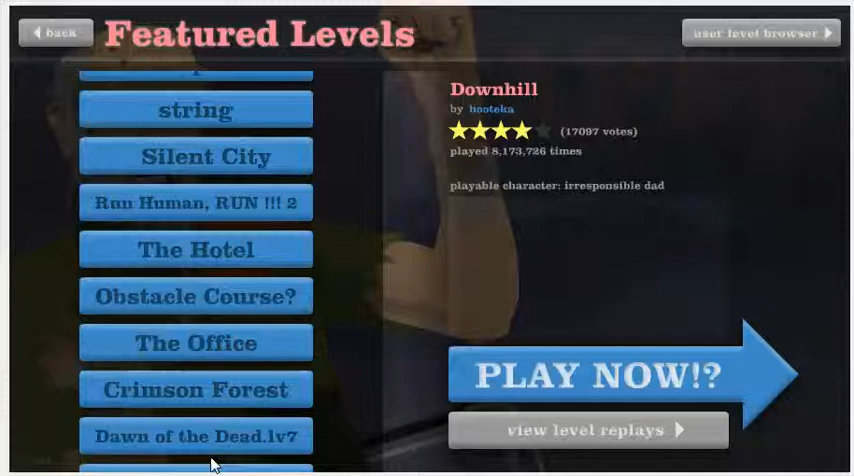 back
Featured Levels
user level browser
string
Silent City
Run Human, RUN !!! 2
The Hotel
Obstacle Course?
The Office
Crimson Forest
Dawn of the Dead.lv7
Downhill
by hooteka
(17097 votes)
played 8,173,726 times
playable character: irresponsible dad
PLAY NOW!?
view level replays